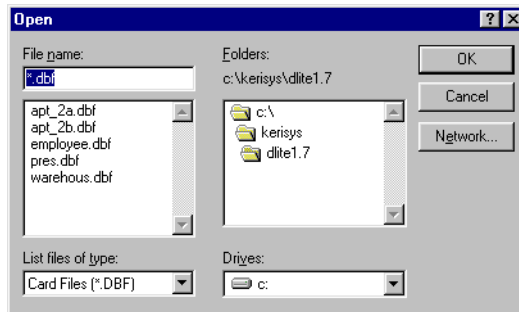 Open
File name:
*.dbf
apt_2a.dbf
apt_2b.dbf
employee.dbf
pres.dbf
warehous.dbf
List files of type:
Card Files (*.DBF)
Folders:
c:\kerisys\dlite1.7
c:\
kerisys
dlite1.7
Drives:
c:
OK
Cancel
Network...